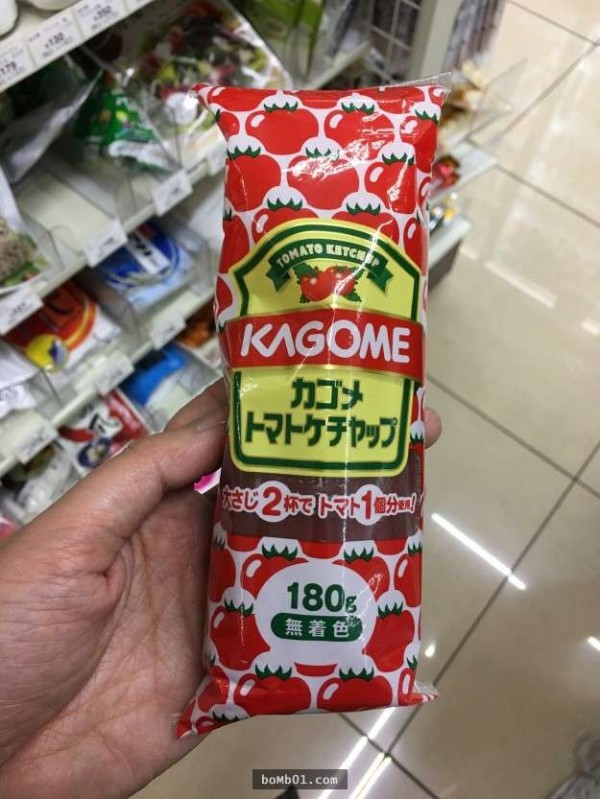 TOMATO KETCHUP
KAGOME
カゴメ
トマトケチャップ
大さじ2杯でトマト1個分使用!
180g
無着色
boMb01.com